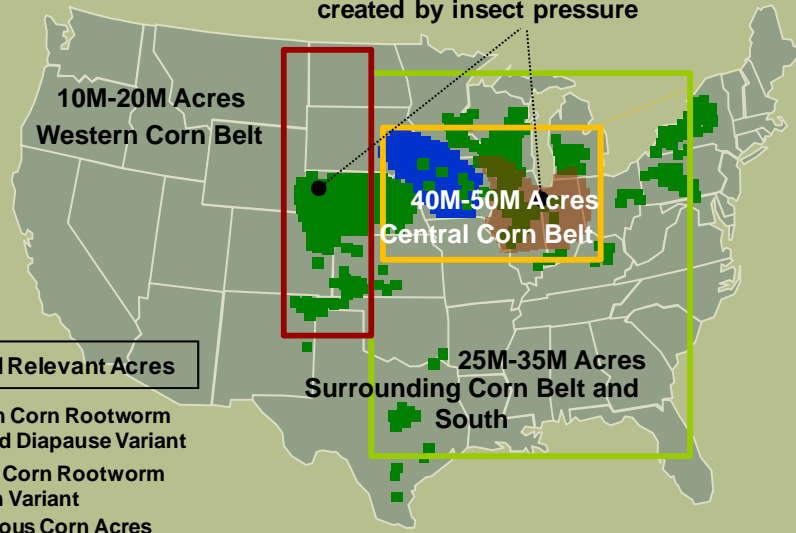 created by insect pressure
10M-20M Acres
Western Corn Belt
40M-50M Acres
Central Corn Belt
25M-35M Acres
Surrounding Corn Belt and
South
Relevant Acres
Corn Rootworm
Diapause Variant
Corn Rootworm
Variant
Corn Acres